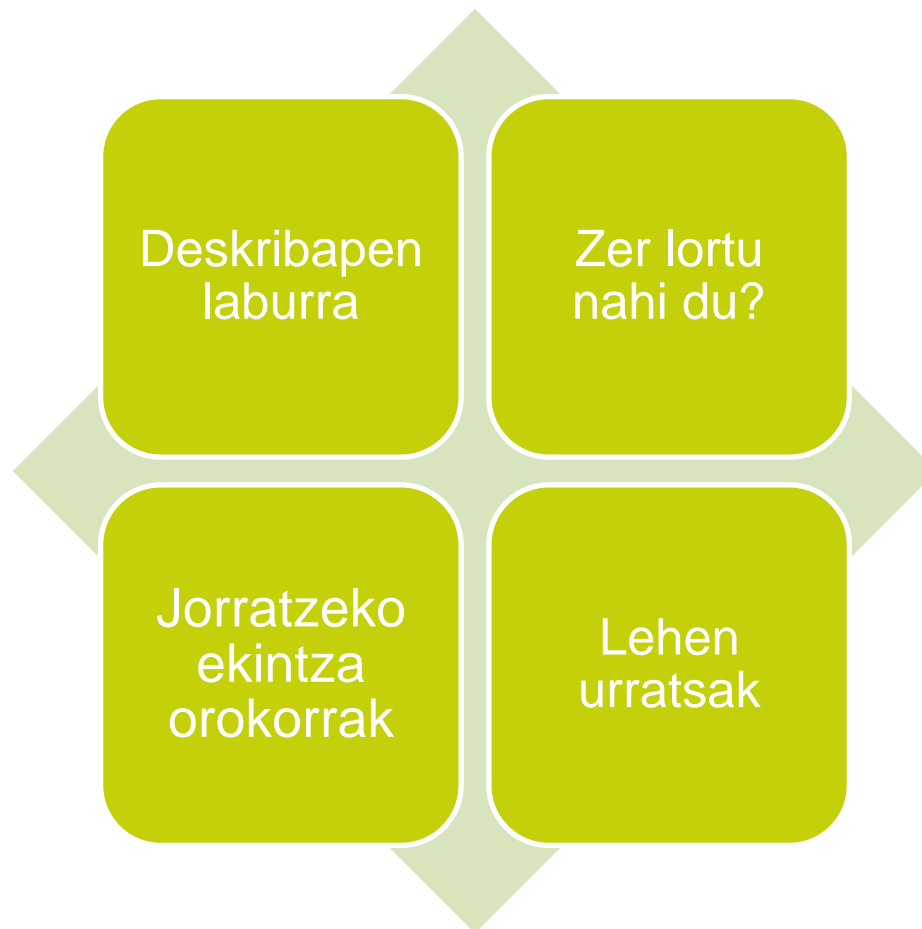 Deskribapen
laburra
Zer lortu
nahi du?
Jorratzeko
ekintza
orokorrak
Lehen
urratsak